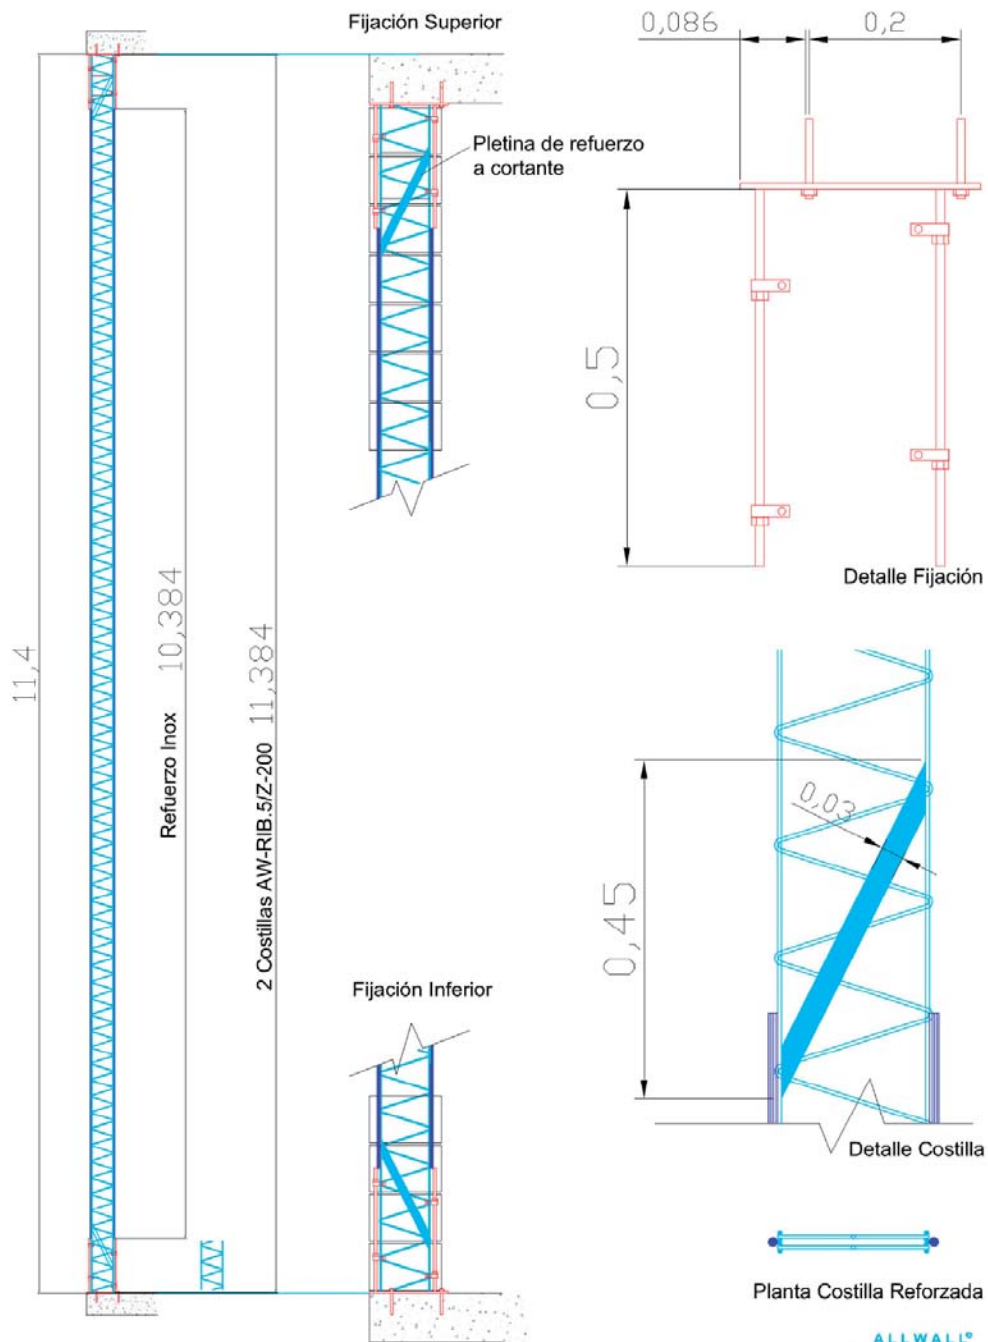 Fijación Superior
0,086
0,2
Pletina de refuerzo
a cortante
0,5
Detalle Fijación
11,4
10,384
Refuerzo Inox
11,384
2 Costillas AW-RIB.5/Z-200
0,03
0,45
Fijación Inferior
Detalle Costilla
Planta Costilla Reforzada
ALLWALL®